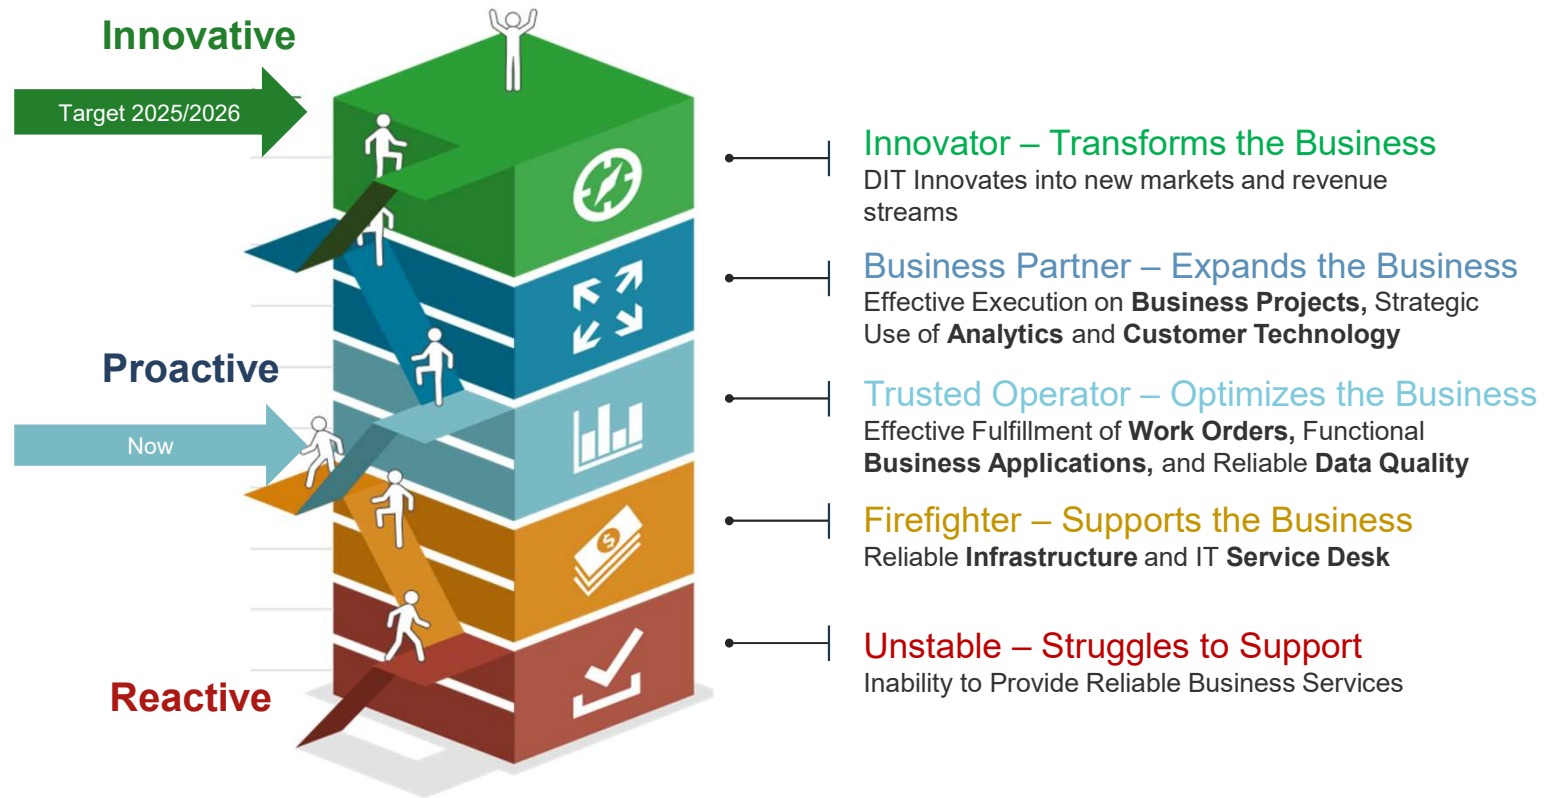 Innovative
Target 2025/2026
Innovator – Transforms the Business
DIT Innovates into new markets and revenue
streams
Business Partner – Expands the Business
Effective Execution on Business Projects, Strategic
Use of Analytics and Customer Technology
Proactive
Now
Trusted Operator – Optimizes the Business
Effective Fulfillment of Work Orders, Functional
Business Applications, and Reliable Data Quality
$
Firefighter – Supports the Business
Reliable Infrastructure and IT Service Desk
Reactive
Unstable – Struggles to Support
Inability to Provide Reliable Business Services